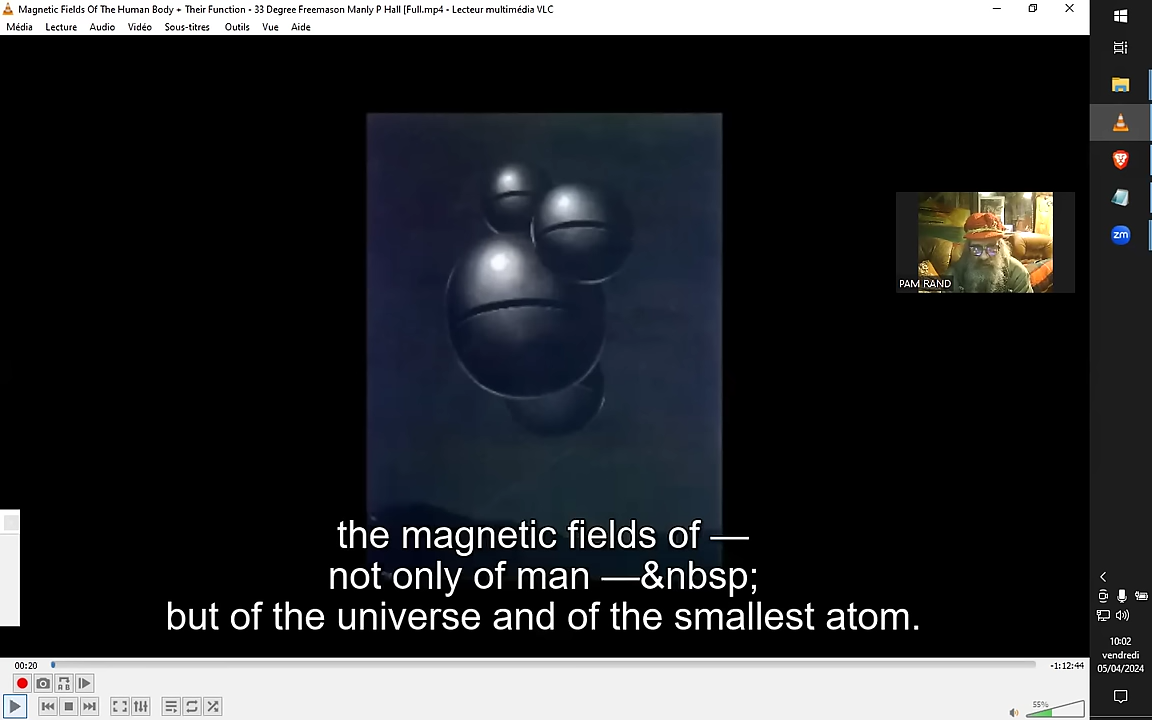 Magnetic Fields Of The Human Body + Their Function - 33 Degree Freemason Manly P Hall [Full.mp4 - Lecteur multimédia VLC
Média Lecture Audio Vidéo Sous-titres Outils Vue Aide
PAM RAND
zm
the magnetic fields of —
not only of man —&nbsp;
but of the universe and of the smallest atom.
00:20
-1:12:44
55%
10:02
vendredi
05/04/2024